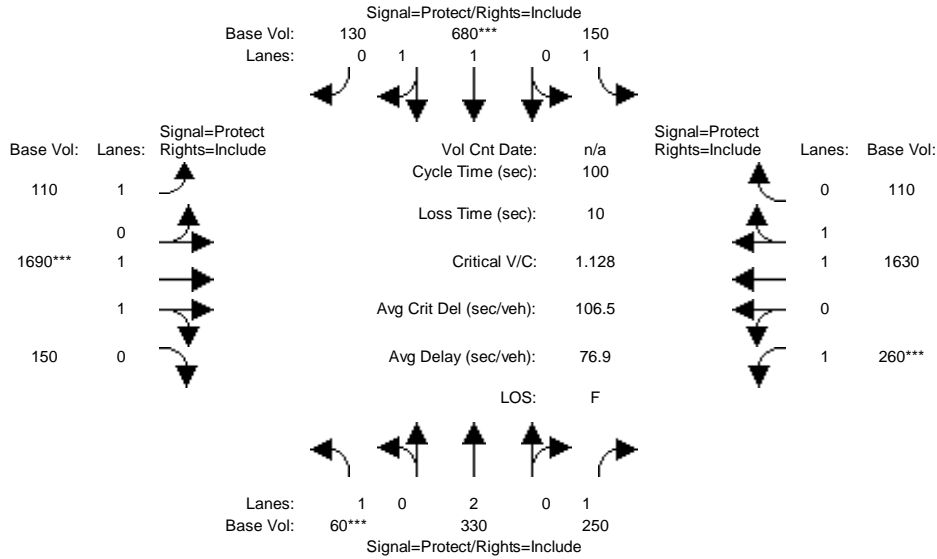 Signal=Protect/Rights=Include
Base Vol: 130 680*** 150
Lanes: 0 1 1 0 1
Signal=Protect
Base Vol: Lanes: Rights=Include
Vol Cnt Date: n/a
Signal=Protect
Rights=Include Lanes: Base Vol:
Cycle Time (sec): 100
110 1
0 110
Loss Time (sec): 10
0
1
1690*** 1
Critical V/C: 1.128
1 1630
1
Avg Crit Del (sec/veh): 106.5
0
150 0
Avg Delay (sec/veh): 76.9
1 260***
LOS: F
Lanes: 1 0 2 0 1
Base Vol: 60*** 330 250
Signal=Protect/Rights=Include